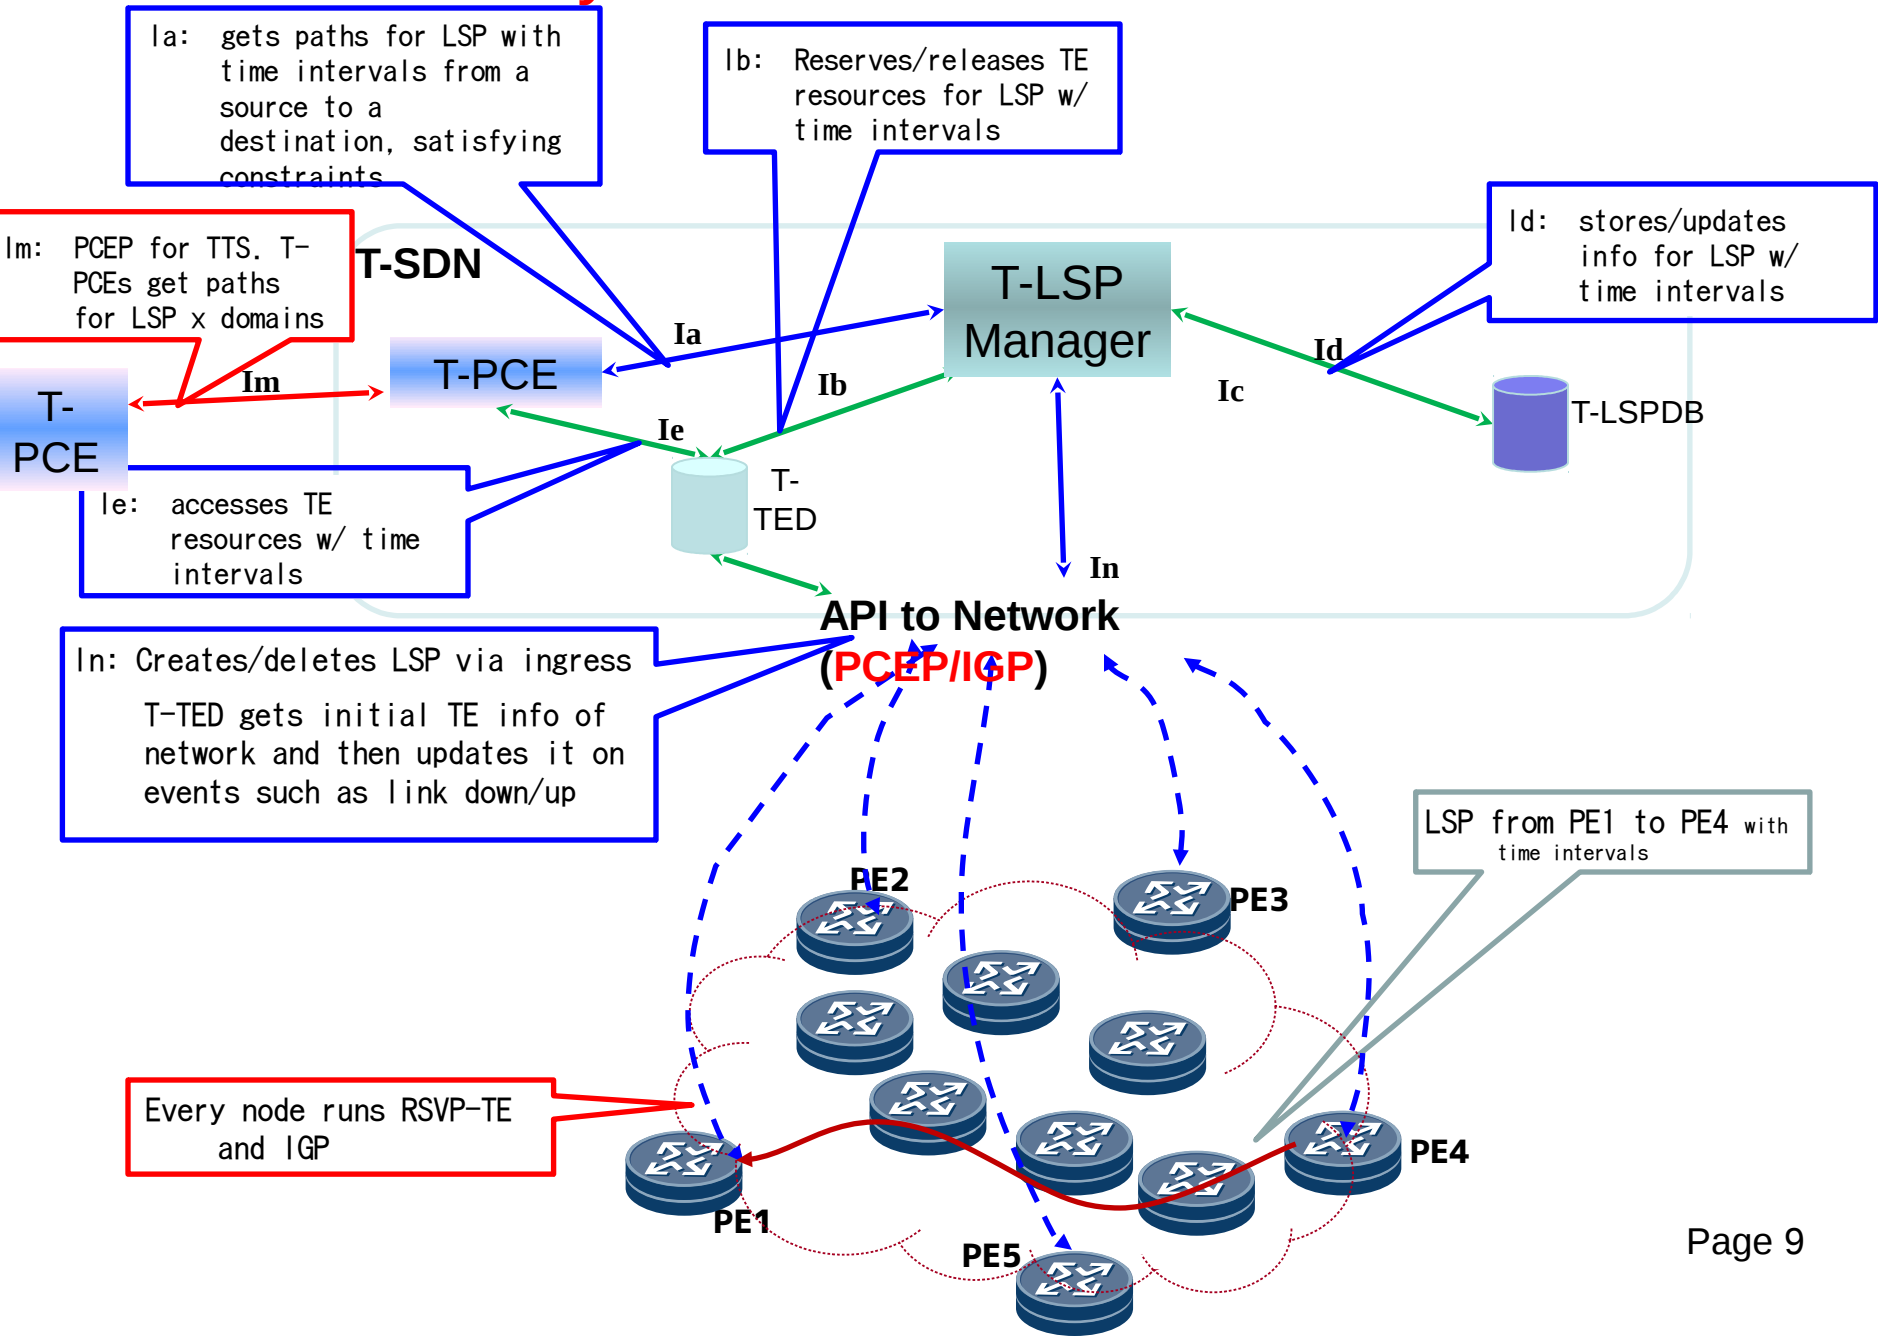 Ia: gets paths for LSP with
time intervals from a
source to a
destination, satisfying
constraints
Ib: Reserves/releases TE
resources for LSP w/
time intervals
Id: stores/updates
info for LSP w/
time intervals
Im: PCEP for TTS. T-
PCEs get paths
for LSP x domains
T-SDN
T-LSP
Manager
Ia
T-PCE
Im
Ib
Id
Ic
T-
PCE
T-LSPDB
Ie
T-
TED
Ie: accesses TE
resources w/ time
intervals
In
API to Network
(PCEP/IGP)
In: Creates/deletes LSP via ingress
T-TED gets initial TE info of
network and then updates it on
events such as link down/up
LSP from PE1 to PE4 with
time intervals
PE2
PE3
Every node runs RSVP-TE
and IGP
PE4
PE1
PE5
Page 9